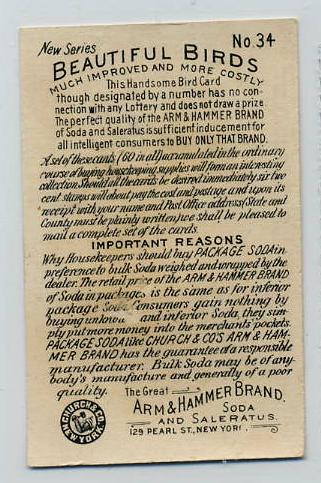 New Series
No. 34
BEAUTIFUL BIRDS
MUCH IMPROVED AND MORE COSTLY
This Handsome Bird Card
though designated by a number has no con-
nection with any Lottery and does not draw a prize.
The perfect quality of the ARM & HAMMER BRAND
of Soda and Saleratus is sufficient inducement for
all intelligent consumers to BUY ONLY THAT BRAND.
A set of these cards (60 in all) accumulated in the ordinary
course of buying housekeeping supplies will form an interesting
collection. Should all the cards be desired immediately six two
cent stamps will about pay the cost and postage and upon its
receipt with your name and Post Office address (State and
County must be plainly written) we shall be pleased to
mail a complete set of the cards.
IMPORTANT REASONS
Why Housekeepers should buy PACKAGE SODA in
preference to bulk Soda weighed and wrapped by the
dealer. The retail price of the ARM & HAMMER BRAND
of Soda in packages is the same as for inferior
package Soda. Consumers gain nothing by
buying unknown and inferior Soda, they sim-
ply put more money into the merchants pockets.
PACKAGE SODA like CHURCH & CO'S ARM & HAM-
MER BRAND has the guarantee of a responsible
manufacturer. Bulk Soda may be of any-
body's manufacture and generally of a poor
quality.
The Great
ARM & HAMMER BRAND.
SODA
AND SALERATUS.
129 PEARL ST., NEW YORK.
CHURCH & CO.
NEW YORK